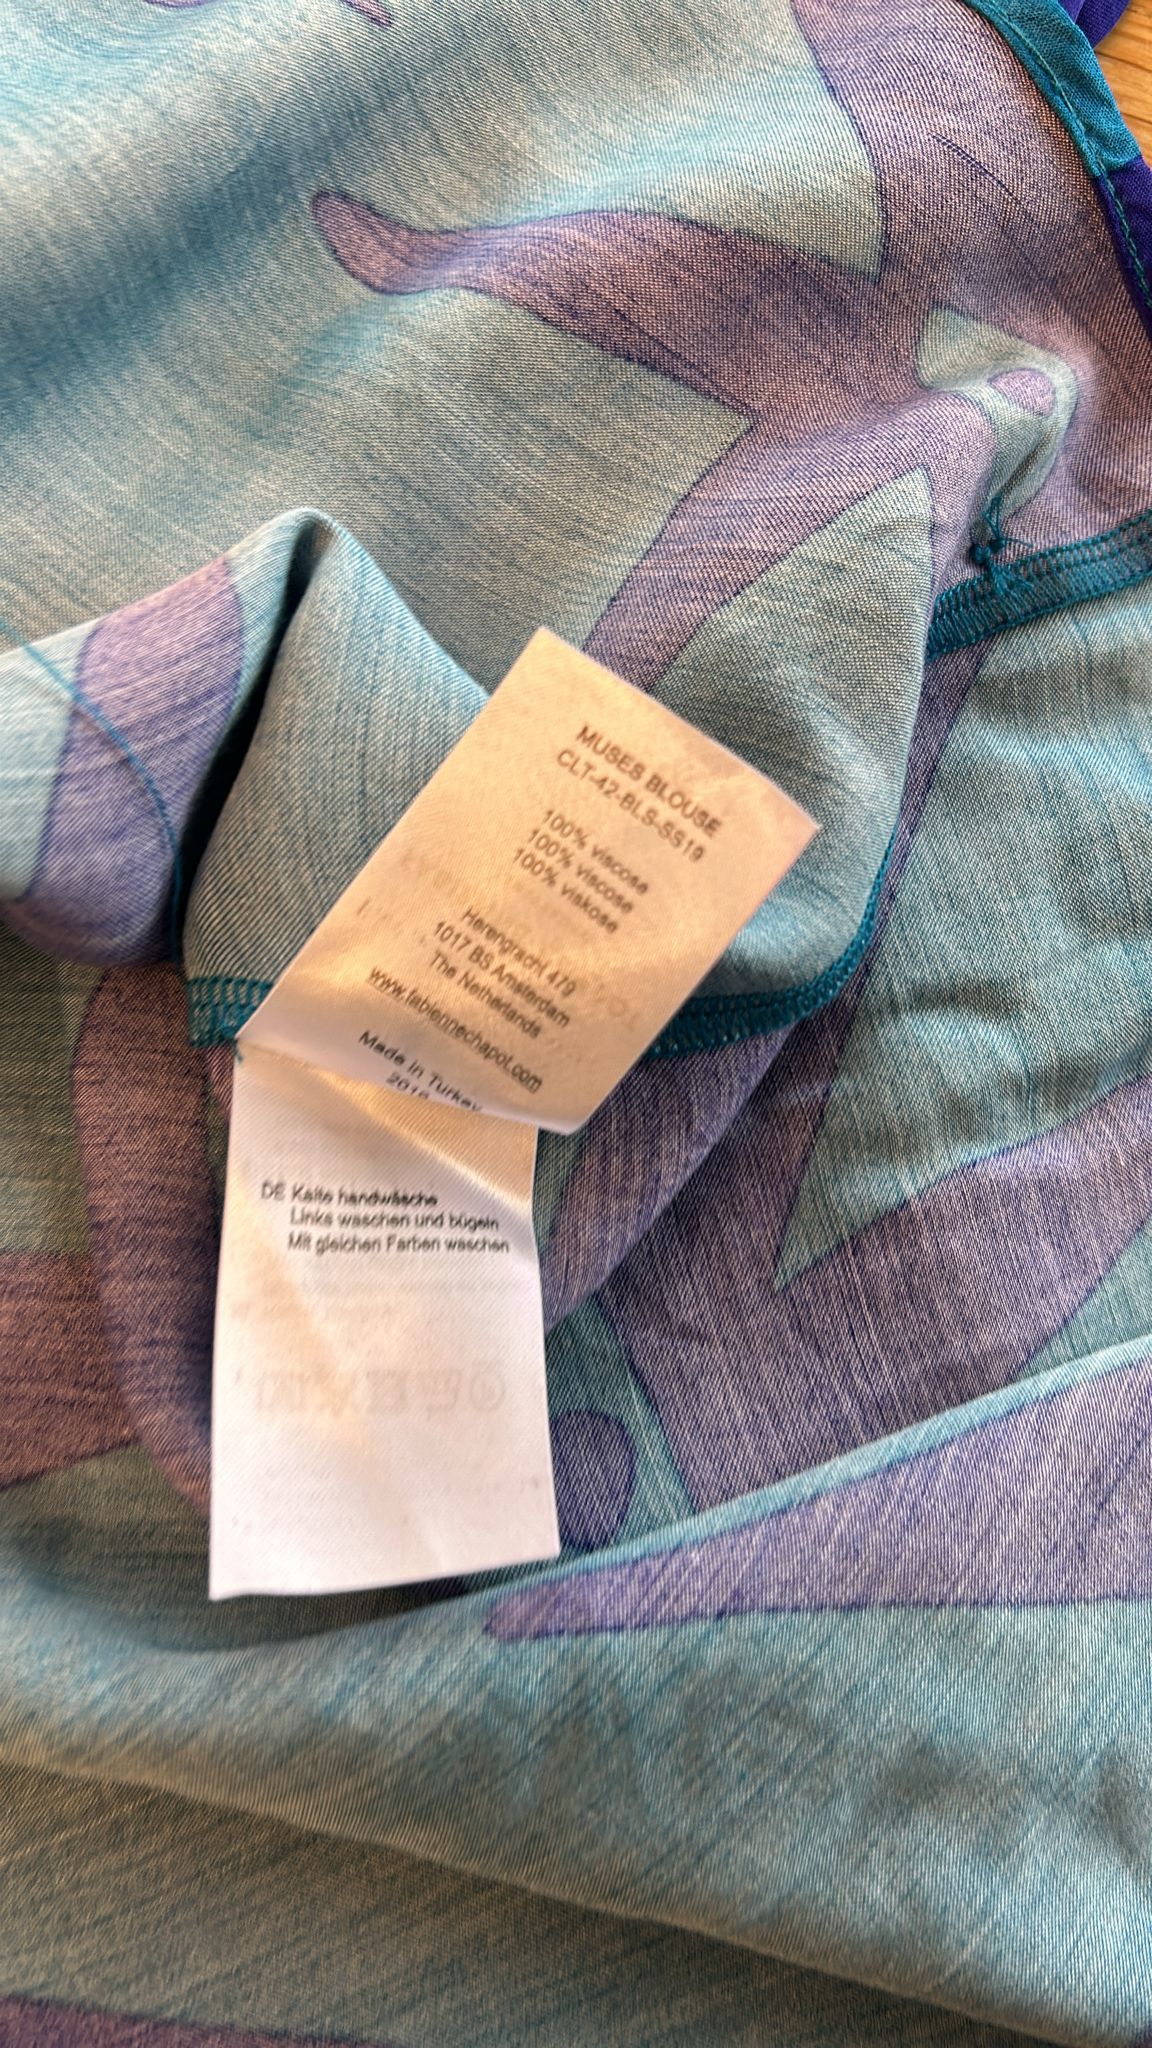 MUSES BLOUSE
CLT-42-BLS-SS19
100% viscose
100% viscose
100% viskose
Herengracht 479
1017 BS Amsterdam
The Netherlands
www.fabiennechapot.com
Made in Turkey
DE Kalte handwäsche
Links waschen und bügeln
Mit gleichen Farben waschen